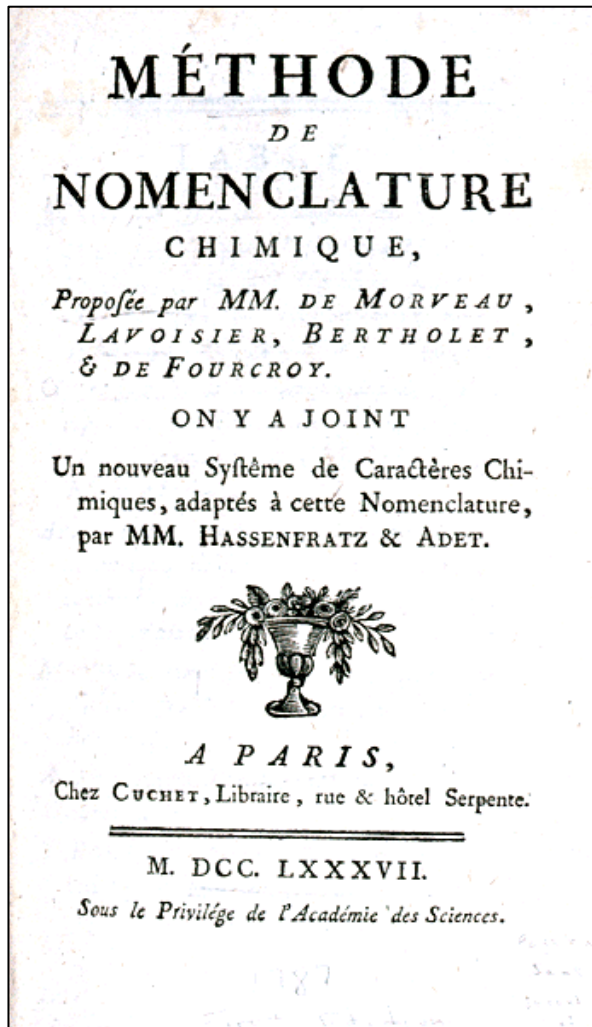 MÉTHODE
DE
NOMENCLATURE
CHIMIQUE,
Propoſée par MM. DE MORVEAU,
LAVOISIER, BERTHOLET,
& DE FOURCROY.
ON Y A JOINT
Un nouveau Syſtême de Caractères Chi-
miques, adaptés à cette Nomenclature,
par MM. HASSENFRATZ & ADET.
A PARIS,
Chez CUCHET, Libraire, rue & hôtel Serpente.
M. DCC. LXXXVII.
Sous le Privilége de l'Académie des Sciences.